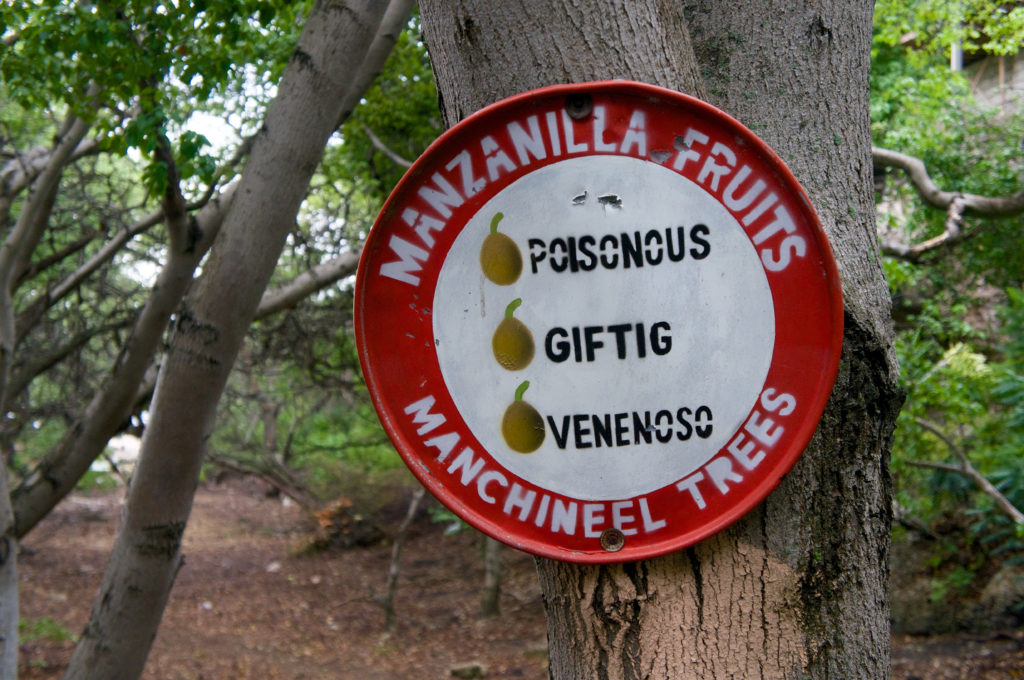 MANZANILLA FRUITS
POISONOUS
GIFTIG
VENENOSO
MANCHINEEL TREES